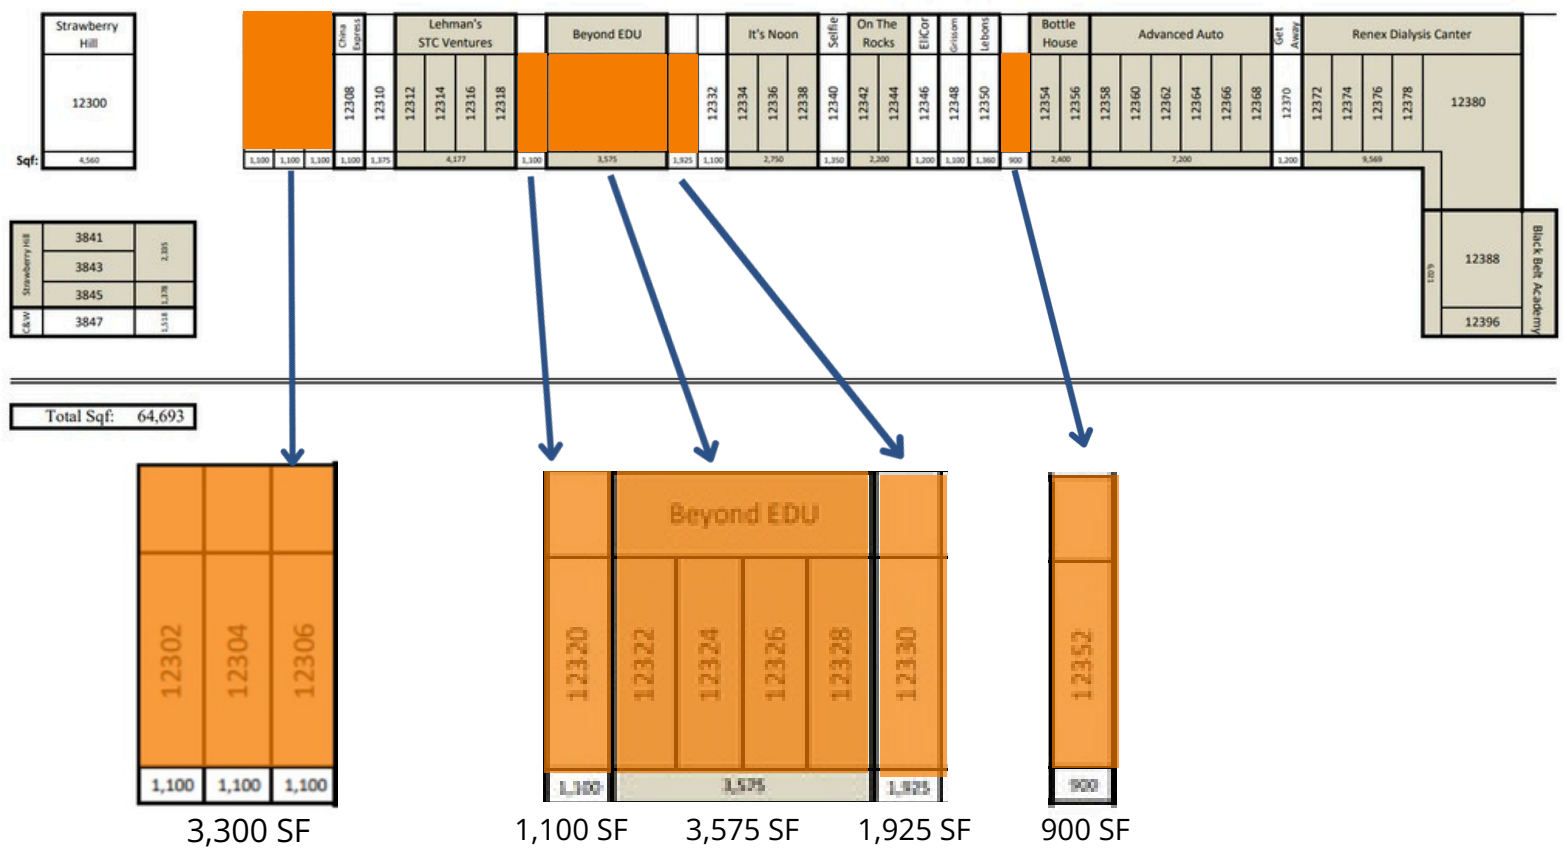 Strawberry
Hill
China
Express
Lehman's
STC Ventures
Beyond EDU
It's Noon
Selfie
On The
Rocks
EliCor
Grissom
Lebons
Bottle
House
Advanced Auto
Get
Away
Renex Dialysis Canter
12300
12308
12310
12312
12314
12316
12318
12332
12334
12336
12338
12340
12342
12344
12346
12348
12350
12354
12356
12358
12360
12362
12364
12366
12368
12370
12372
12374
12376
12378
12380
Sqf:
4,560
1,100
1,100
1,100
1,100
1,375
4,177
1,100
3,575
1,925
1,100
2,750
1,350
2,200
1,200
1,100
1,360
900
2,400
7,200
1,200
9,569
Strawberry Hill
3841
3843
2,335
3845
1,378
C&W
3847
1,518
6,021
12388
12396
Black Belt Academy
Total Sqf: 64,693
12302
12304
12306
1,100
1,100
1,100
3,300 SF
Beyond EDU
12320
12322
12324
12326
12328
12330
1,100
3,575
1,925
1,100 SF
3,575 SF
1,925 SF
12352
900
900 SF